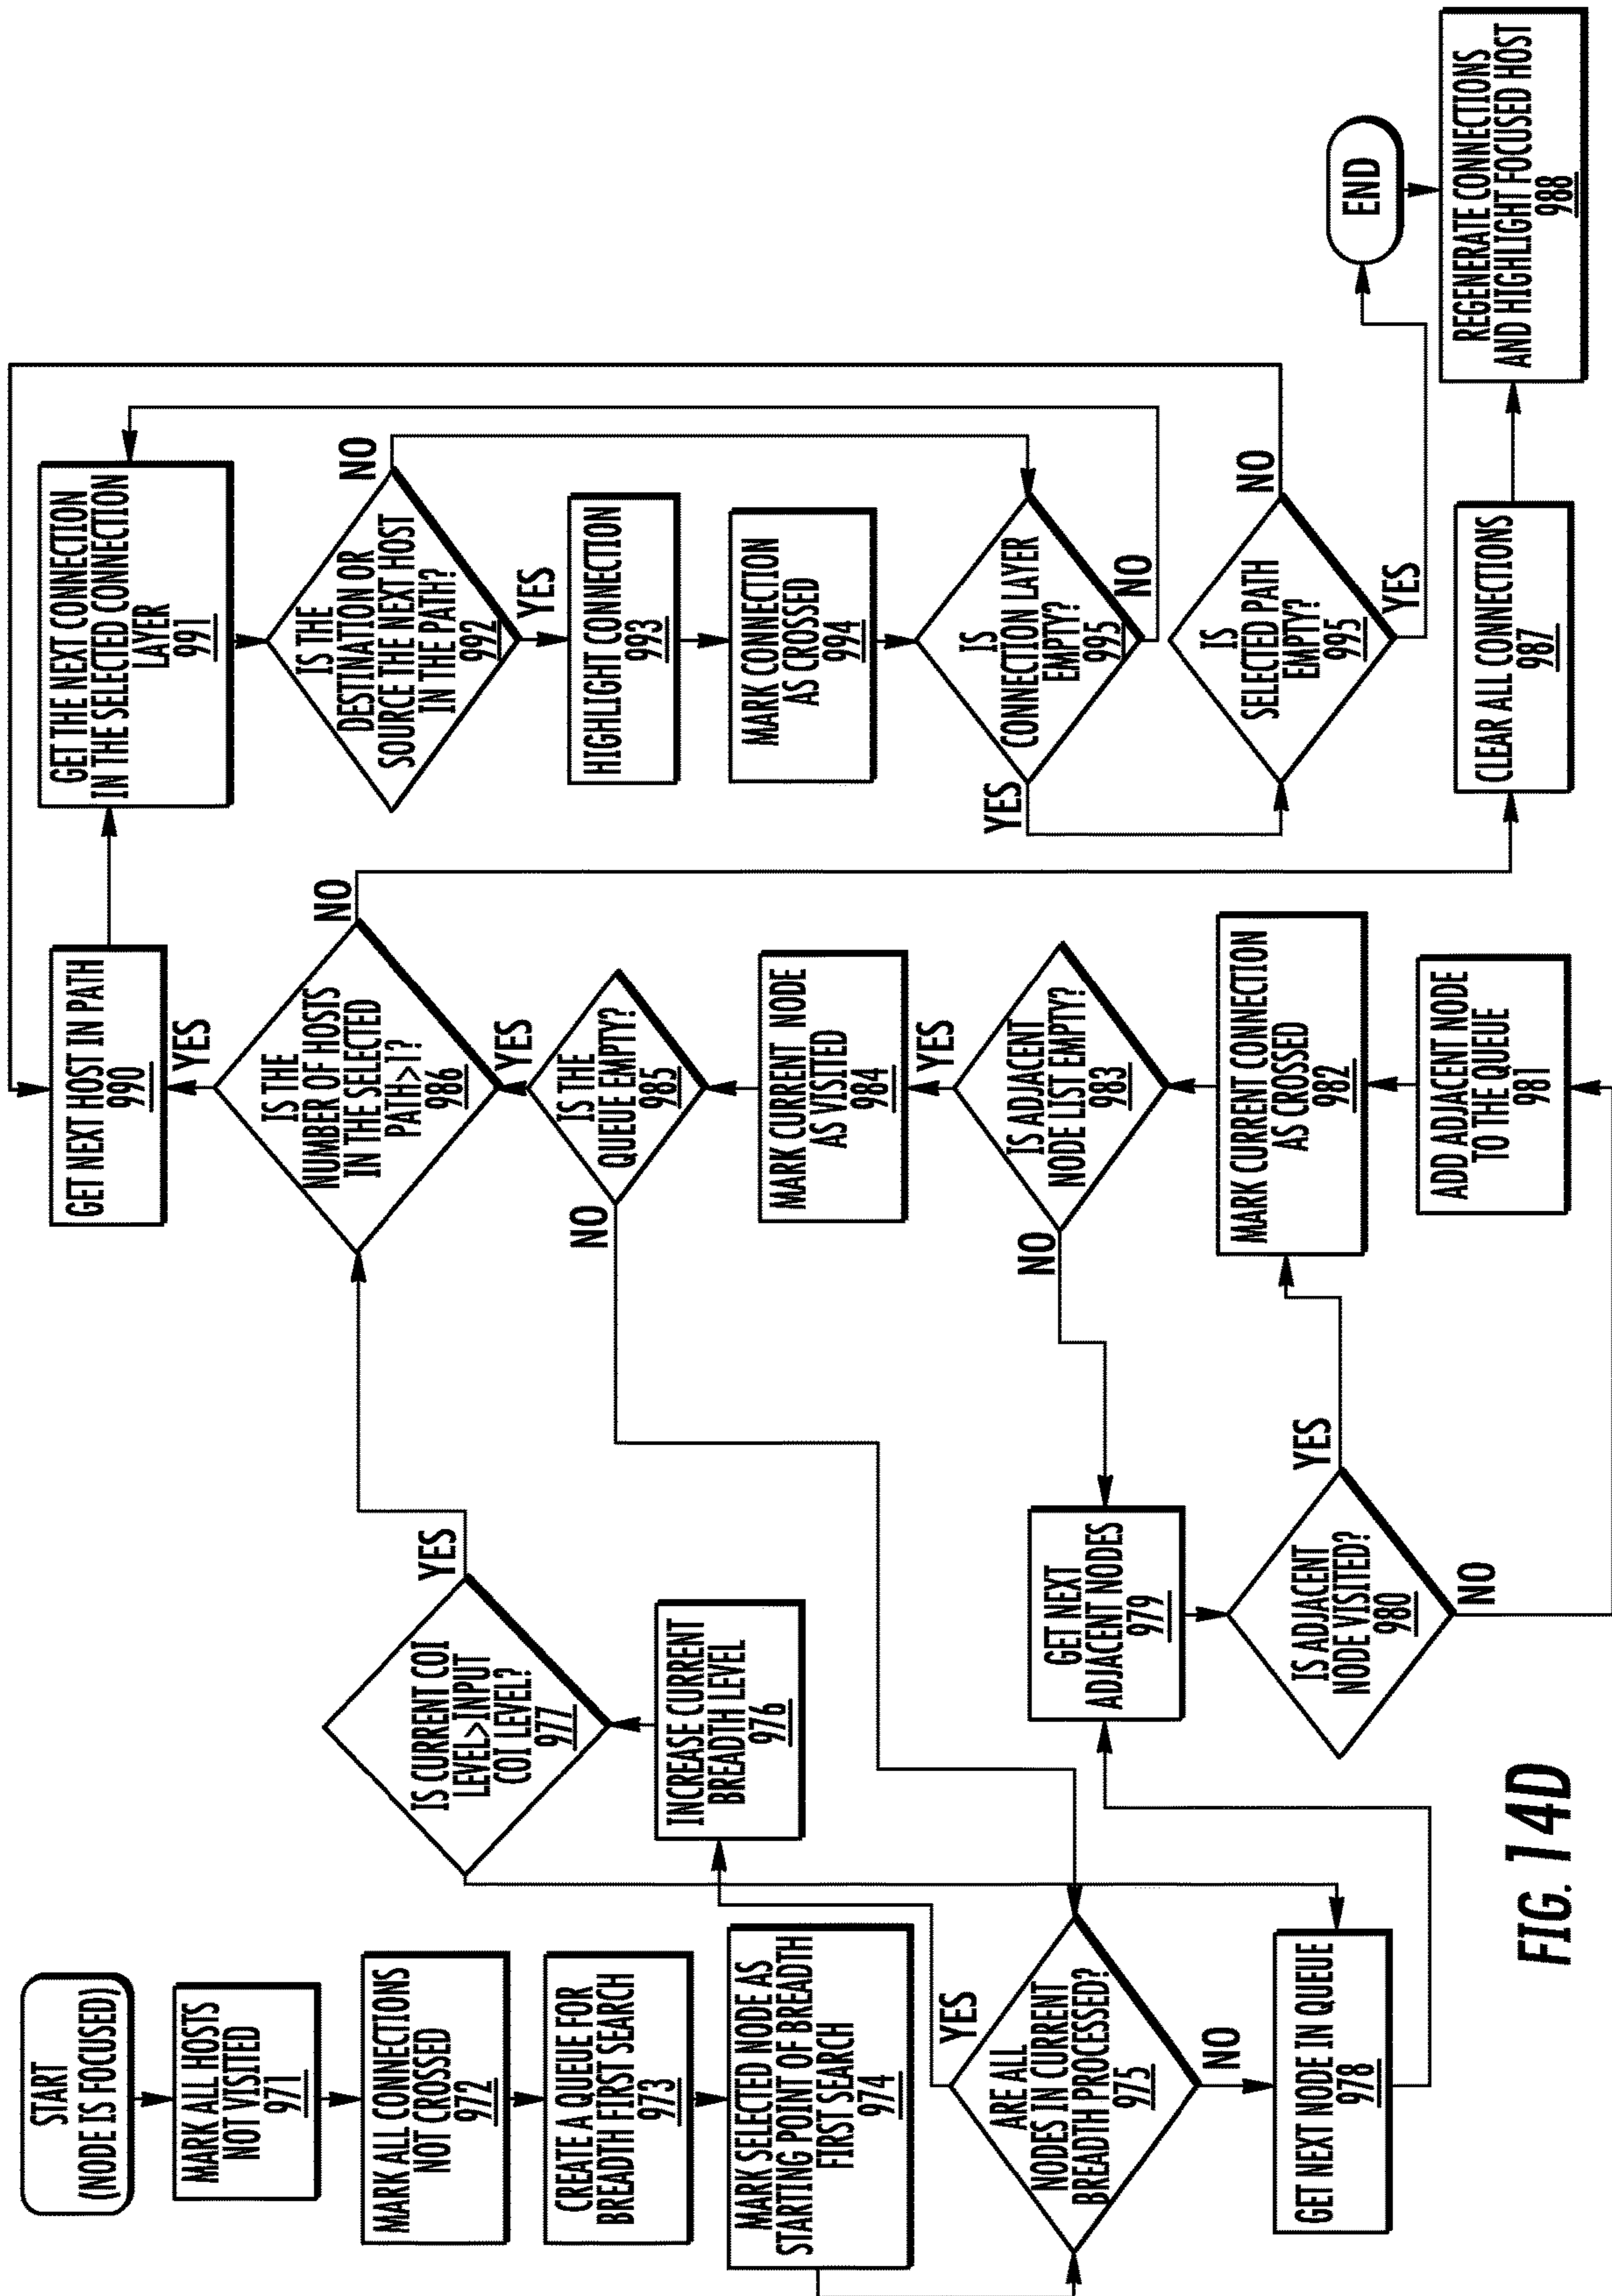 START
(NODE IS FOCUSED)
MARK ALL HOSTS
NOT VISITED
971
MARK ALL CONNECTIONS
NOT CROSSED
972
CREATE A QUEUE FOR
BREADTH FIRST SEARCH
973
MARK SELECTED NODE AS
STARTING POINT OF BREADTH
FIRST SEARCH
974
ARE ALL
NODES IN CURRENT
BREADTH PROCESSED?
975
YES
NO
GET NEXT NODE IN QUEUE
978
IS CURRENT COI
LEVEL>INPUT
COI LEVEL?
977
YES
INCREASE CURRENT
BREADTH LEVEL
976
GET NEXT
ADJACENT NODES
979
IS ADJACENT
NODE VISITED?
980
YES
NO
GET NEXT HOST IN PATH
990
YES
IS THE
NUMBER OF HOSTS
IN THE SELECTED
PATH>1?
986
NO
YES
IS THE
QUEUE EMPTY?
985
NO
MARK CURRENT NODE
AS VISITED
984
YES
IS ADJACENT
NODE LIST EMPTY?
983
NO
MARK CURRENT CONNECTION
AS CROSSED
982
ADD ADJACENT NODE
TO THE QUEUE
981
GET THE NEXT CONNECTION
IN THE SELECTED CONNECTION
LAYER
991
IS THE
DESTINATION OR
SOURCE THE NEXT HOST
IN THE PATH?
992
NO
YES
HIGHLIGHT CONNECTION
993
MARK CONNECTION
AS CROSSED
994
IS
CONNECTION LAYER
EMPTY?
995
YES
NO
IS
SELECTED PATH
EMPTY?
995
NO
YES
CLEAR ALL CONNECTIONS
987
END
REGENERATE CONNECTIONS
AND HIGHLIGHT FOCUSED HOST
988
FIG. 14D